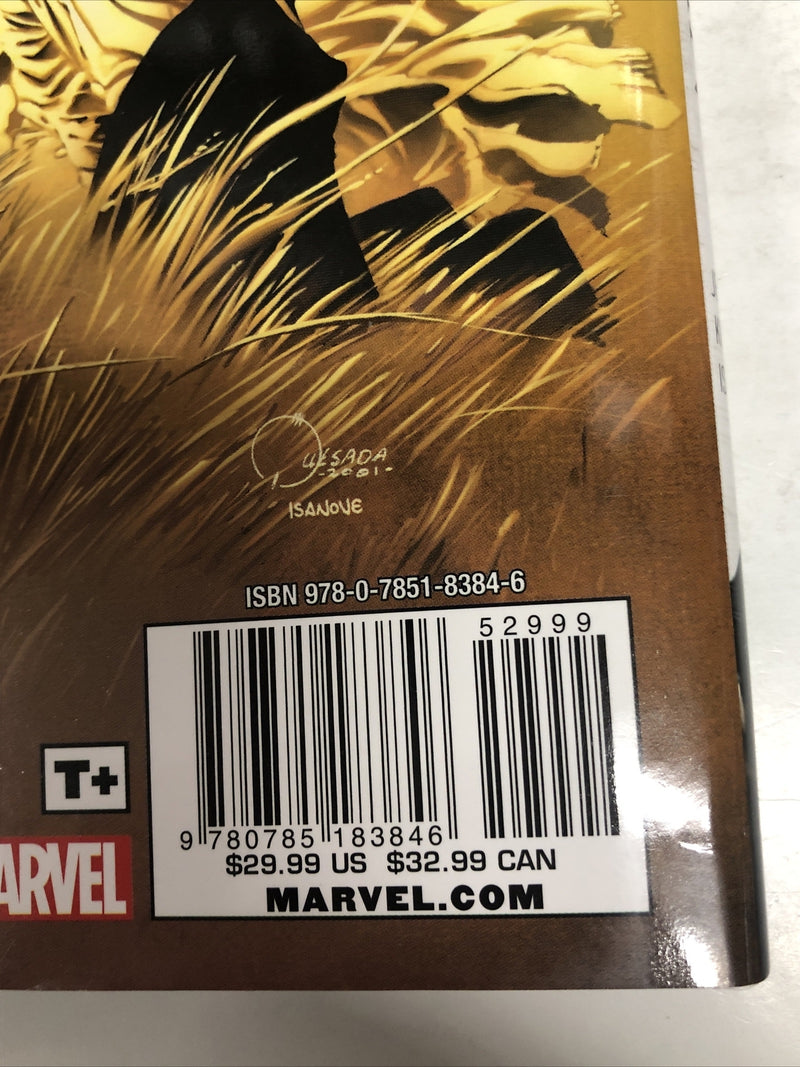 QUESADA
-2001-
ISANOVE
ISBN 978-0-7851-8384-6
52999
9 780785 183846
T+
$29.99 US $32.99 CAN
ARVEL
MARVEL.COM